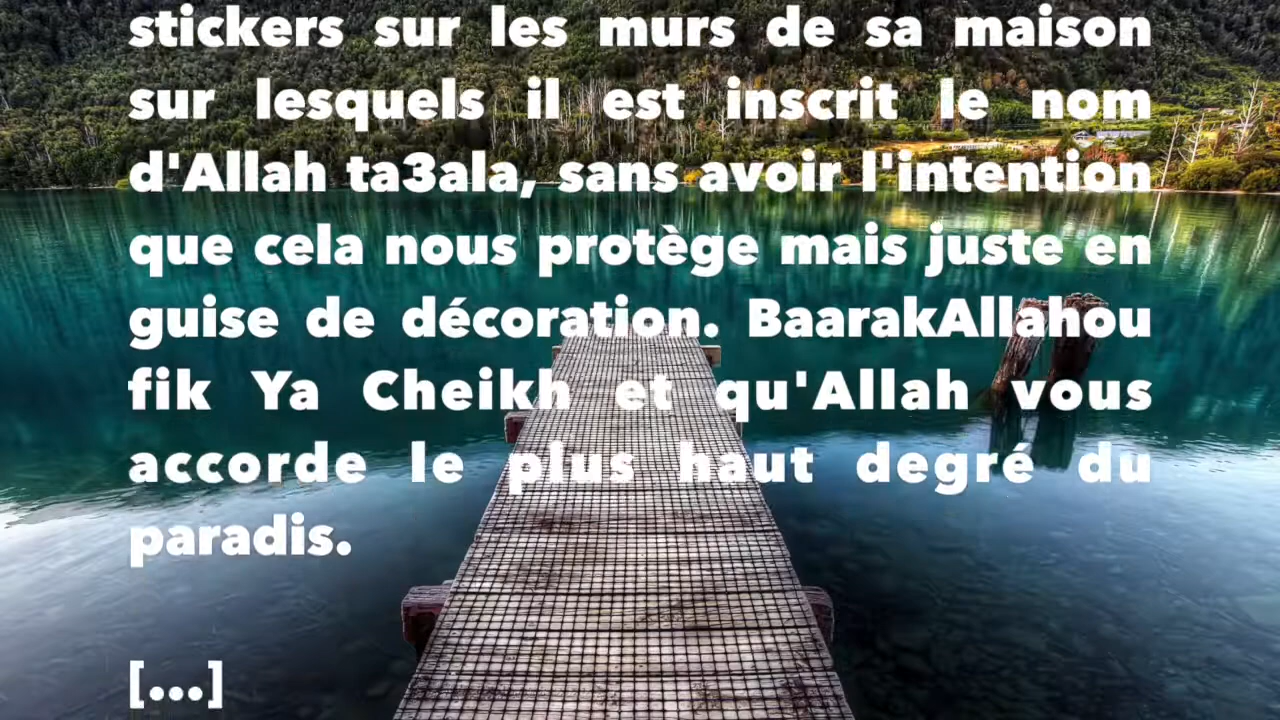 stickers sur les murs de sa maison
sur lesquels il est inscrit le nom
d'Allah ta3ala, sans avoir l'intention
que cela nous protège mais juste en
guise de décoration. BaarakAllahou
fik Ya Cheikh et qu'Allah vous
accorde le plus haut degré du
paradis.
[...]